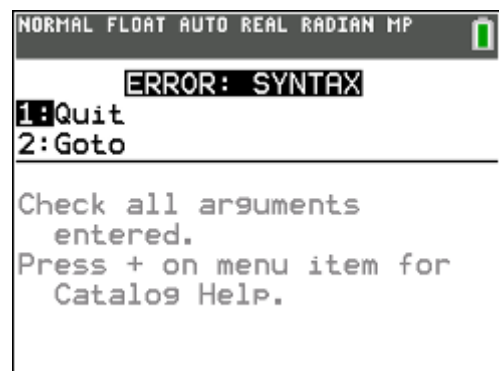 NORMAL FLOAT AUTO REAL RADIAN MP
ERROR: SYNTAX
1:Quit
2:Goto
Check all arguments
entered.
Press + on menu item for
Catalog Help.